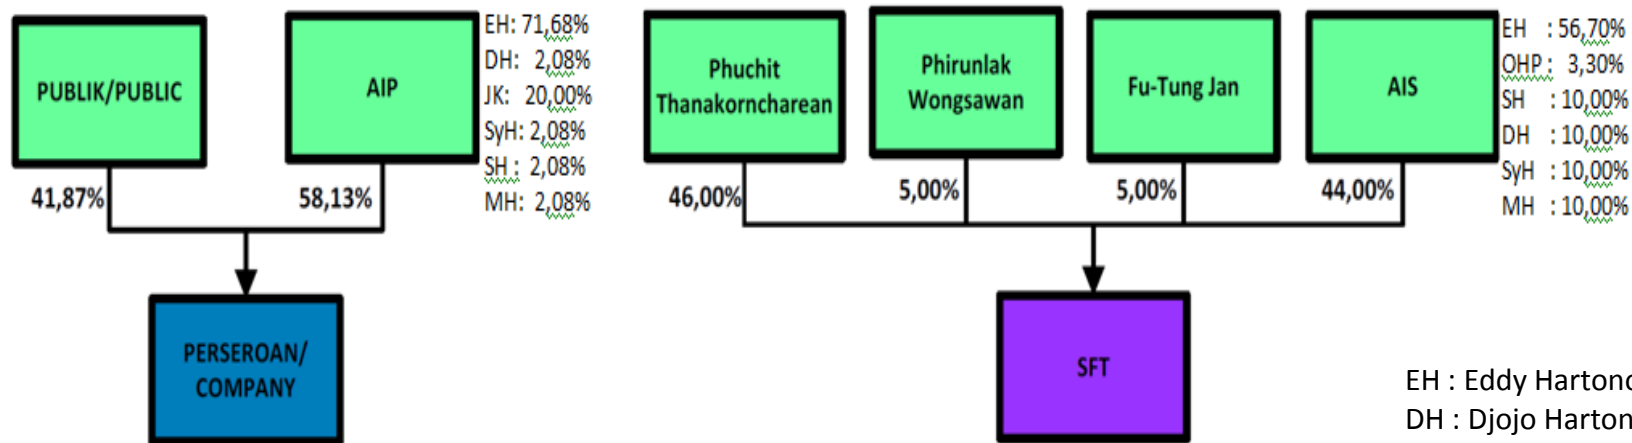 PUBLIK/PUBLIC
AIP
EH: 71,68%
DH: 2,08%
JK: 20,00%
SyH: 2,08%
SH : 2,08%
MH: 2,08%
41,87%
58,13%
PERSEROAN/
COMPANY
Phuchit
Thanakorncharean
Phirunlak
Wongsawan
Fu-Tung Jan
AIS
EH : 56,70%
OHP : 3,30%
SH : 10,00%
DH : 10,00%
SyH : 10,00%
MH : 10,00%
46,00%
5,00%
5,00%
44,00%
SFT
EH : Eddy Hartono
DH : Djojo Harton